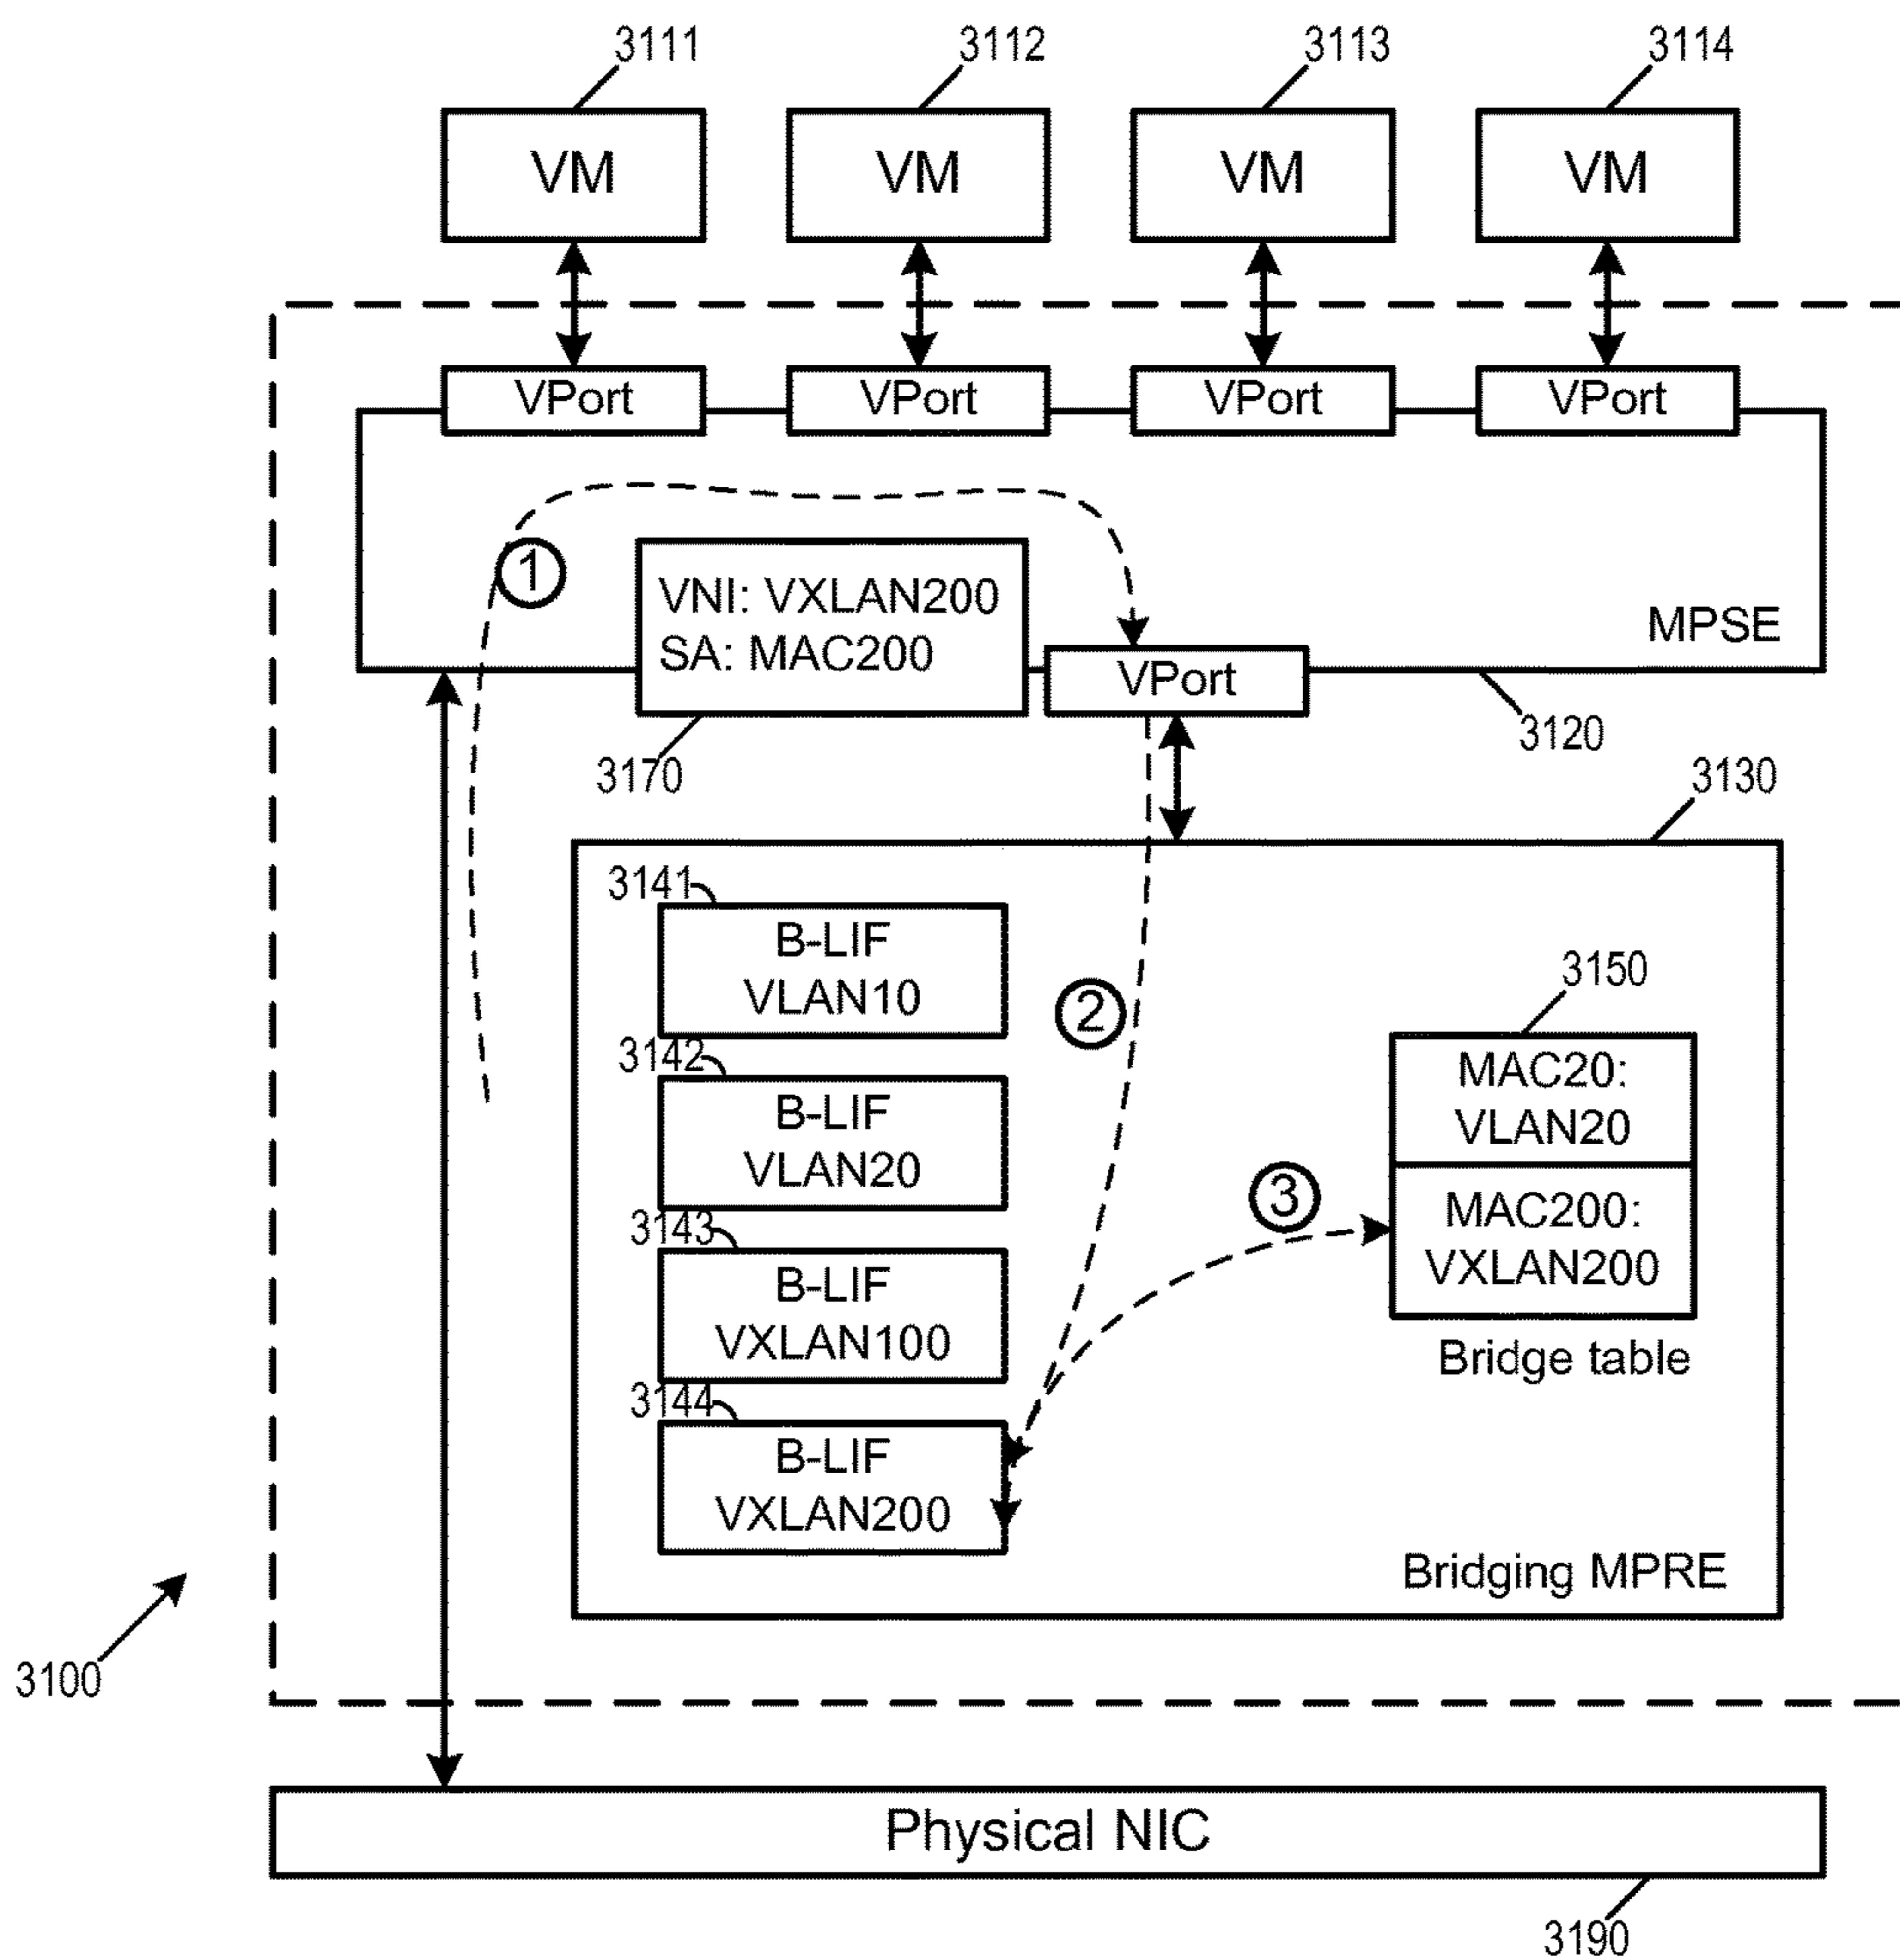 3111
3112
3113
3114
VM
VM
VM
VM
VPort
VPort
VPort
VPort
1
VNI: VXLAN200
SA: MAC200
MPSE
VPort
3120
3170
3130
3141
B-LIF
VLAN10
2
3150
3142
B-LIF
VLAN20
MAC20:
VLAN20
3
MAC200:
VXLAN200
3143
B-LIF
VXLAN100
Bridge table
3144
B-LIF
VXLAN200
Bridging MPRE
3100
Physical NIC
3190